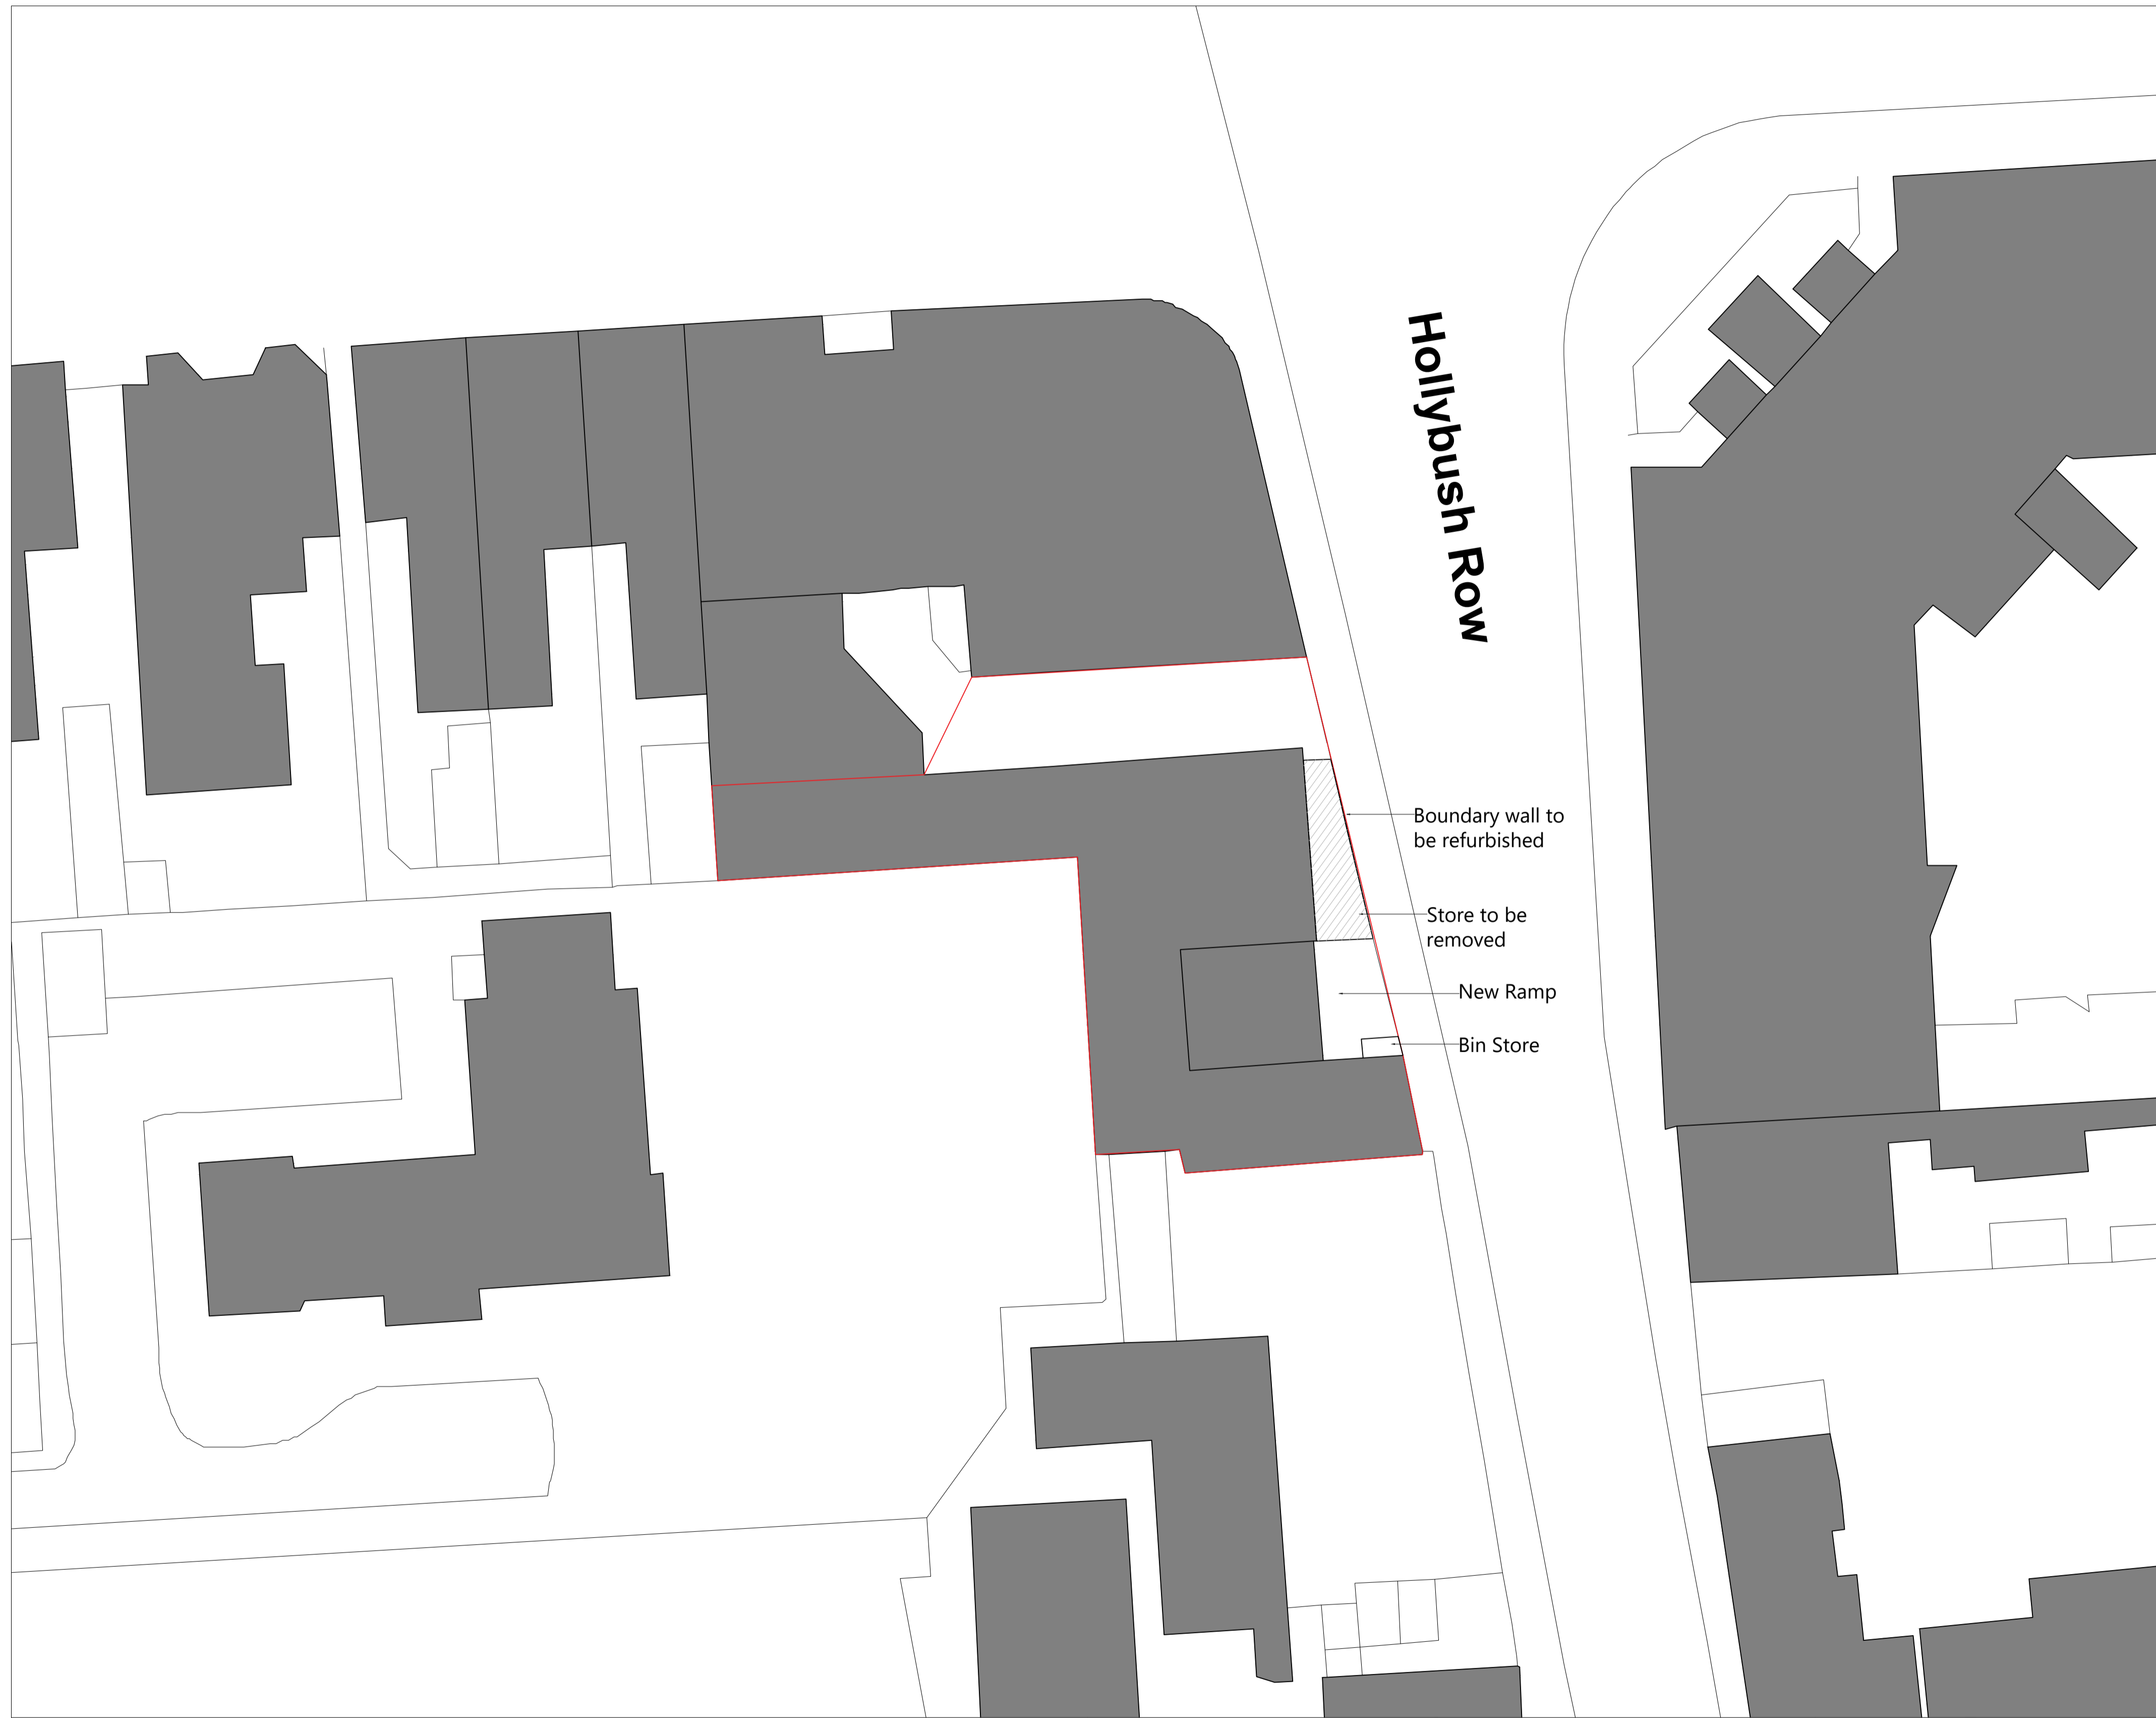 Hollybush Row
Boundary wall to
be refurbished
Store to be
removed
New Ramp
Bin Store